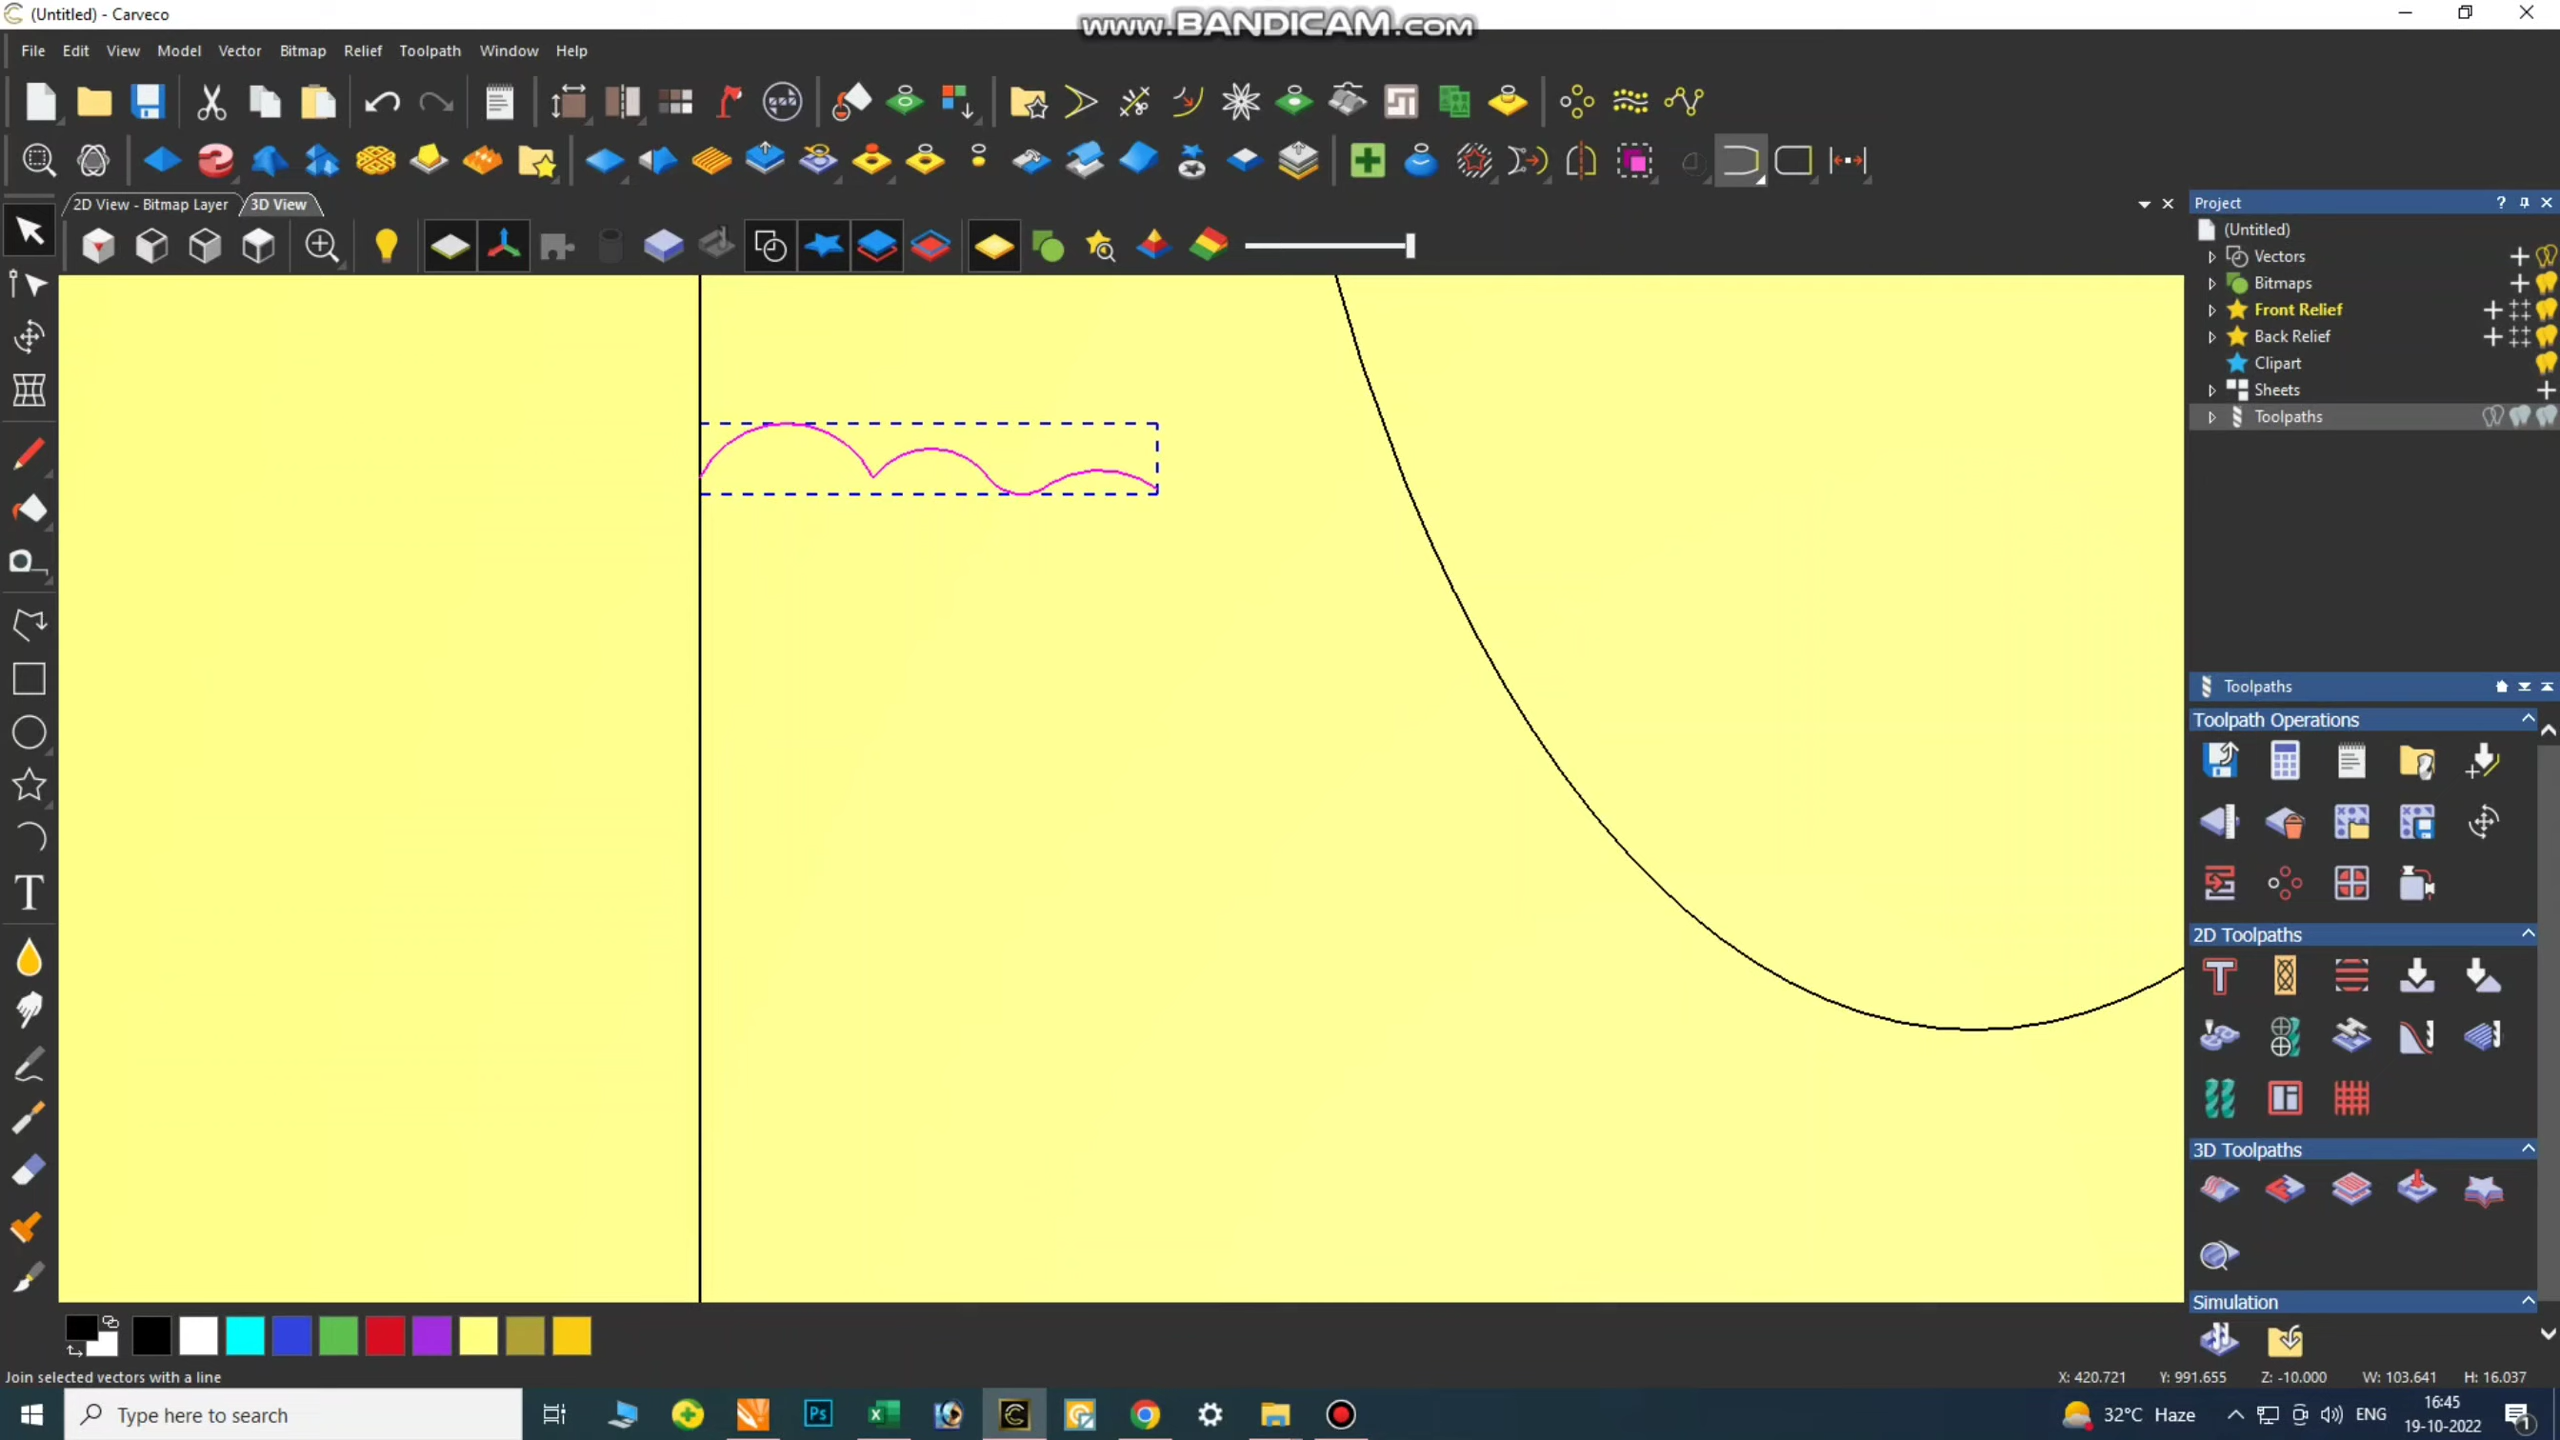 (Untitled) - Carveco
www.BANDICAM.com
File Edit View Model Vector Bitmap Relief Toolpath Window Help
2D View - Bitmap Layer 3D View
Project
(Untitled)
Vectors
Bitmaps
Front Relief
Back Relief
Clipart
Sheets
Toolpaths
Toolpaths
Toolpath Operations
2D Toolpaths
3D Toolpaths
Simulation
Join selected vectors with a line
X: 420.721 Y: 991.655 Z: -10.000 W: 103.641 H: 16.037
Type here to search
Ps
32°C Haze
ENG
16:45
19-10-2022